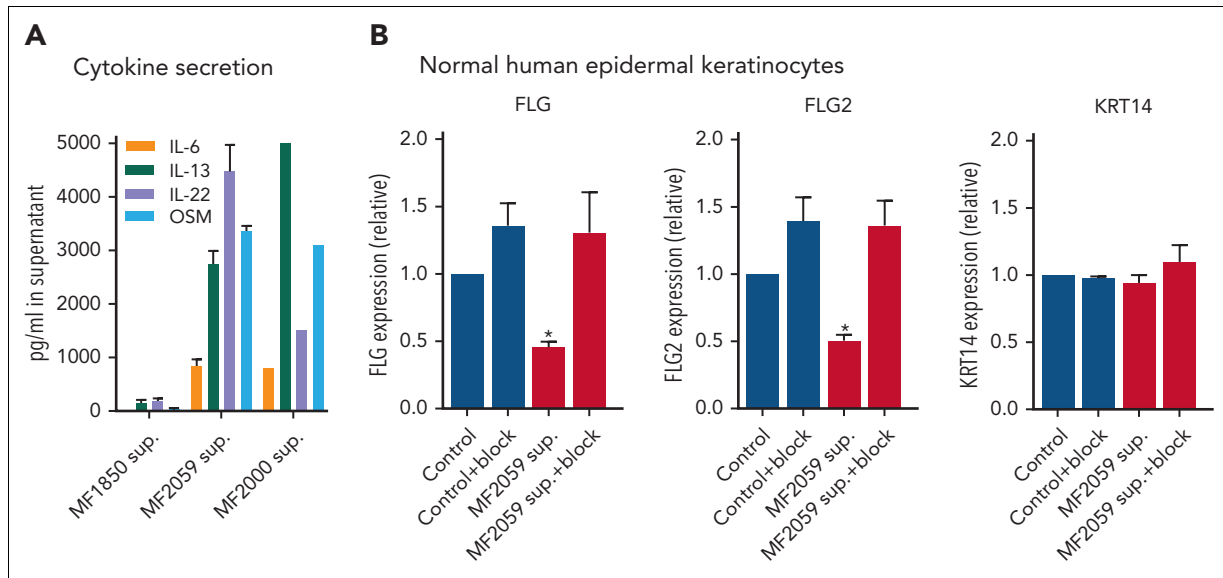 A
Cytokine secretion
pg/ml in supernatant
5000
4000
3000
2000
1000
0
IL-6
IL-13
IL-22
OSM
MF1850 sup.
MF2059 sup.
MF2000 sup.
B
Normal human epidermal keratinocytes
FLG
FLG expression (relative)
2.0
1.5
1.0
0.5
0.0
*
Control
Control+block
MF2059 sup.
MF2059 sup.+block
FLG2
FLG2 expression (relative)
2.0
1.5
1.0
0.5
0.0
*
Control
Control+block
MF2059 sup.
MF2059 sup.+block
KRT14
KRT14 expression (relative)
2.0
1.5
1.0
0.5
0.0
Control
Control+block
MF2059 sup.
MF2059 sup.+block